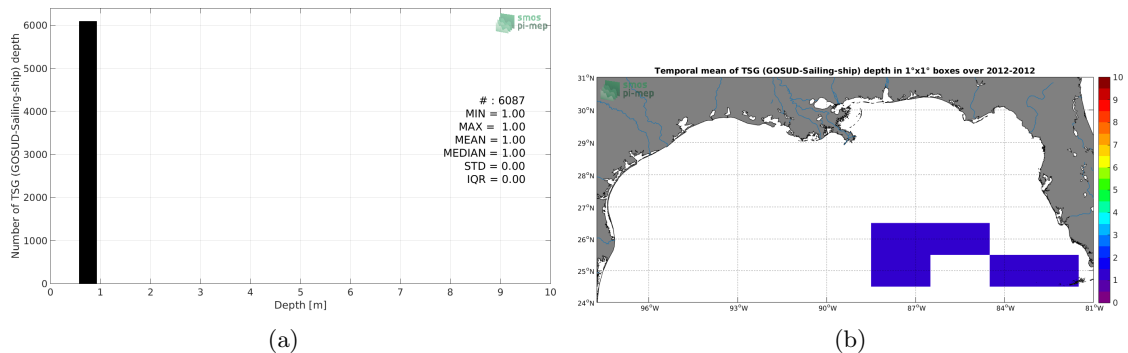 smos
pi-mep
Number of TSG (GOSUD-Sailing-ship) depth
6000
5000
4000
3000
2000
1000
0
# : 6087
MIN = 1.00
MAX = 1.00
MEAN = 1.00
MEDIAN = 1.00
STD = 0.00
IQR = 0.00
0 1 2 3 4 5 6 7 8 9 10
Depth [m]
(a)
Temporal mean of TSG (GOSUD-Sailing-ship) depth in 1°x1° boxes over 2012-2012
smos
pi-mep
31°N
30°N
29°N
28°N
27°N
26°N
25°N
24°N
96°W 93°W 90°W 87°W 84°W 81°W
10
9
8
7
6
5
4
3
2
1
0
(b)